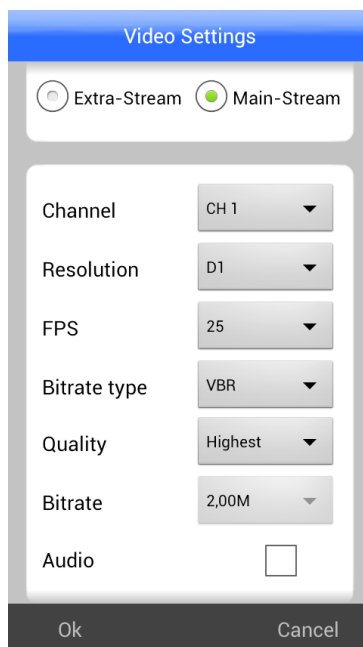 Video Settings
Extra-Stream Main-Stream
Channel CH 1
Resolution D1
FPS 25
Bitrate type VBR
Quality Highest
Bitrate 2,00M
Audio
Ok Cancel